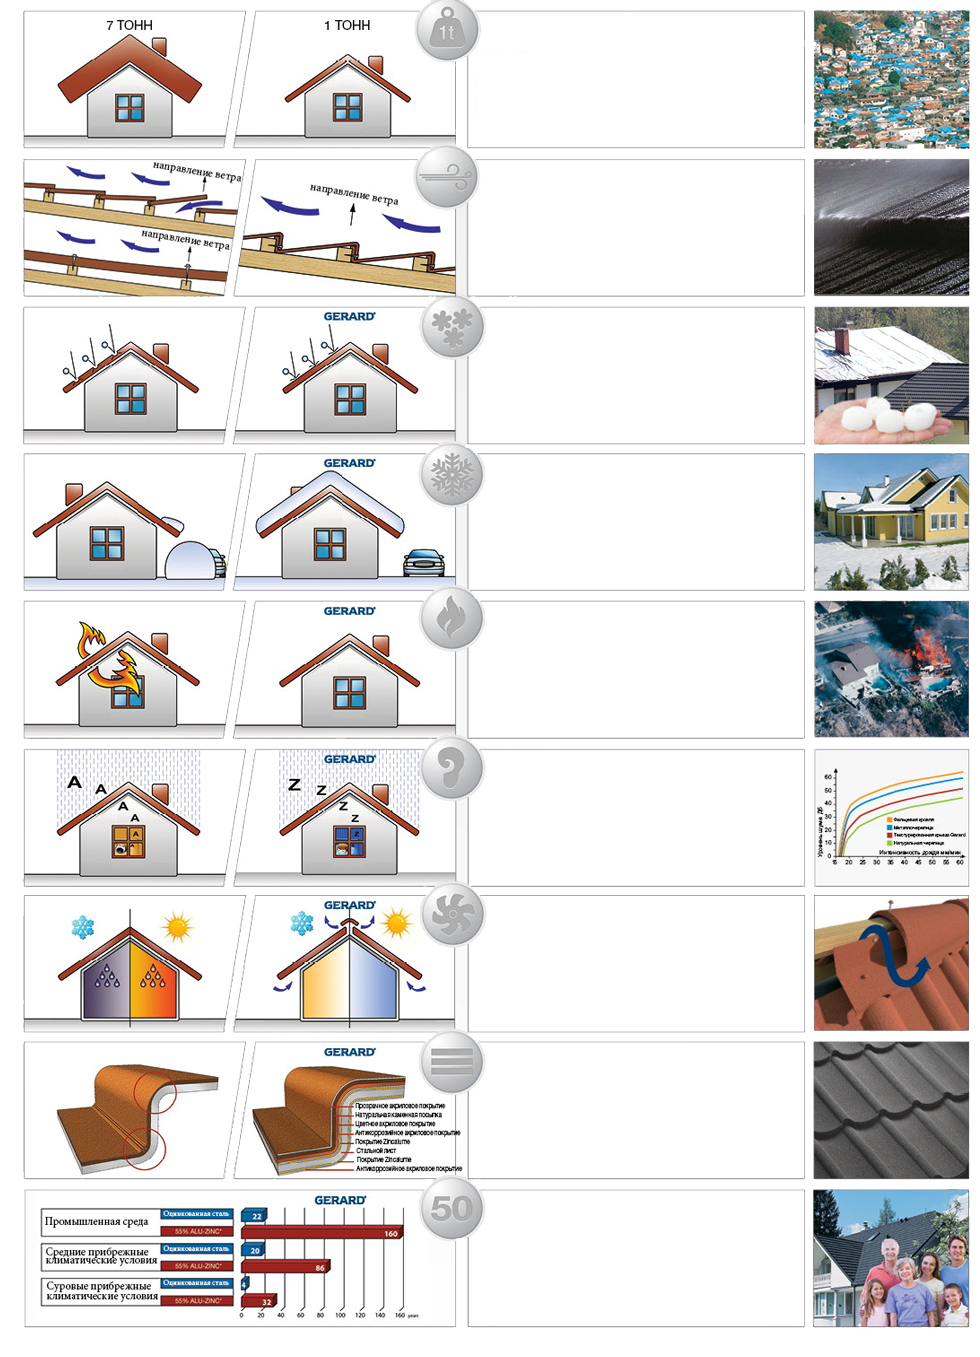 7 ТОНН
1 ТОНН
1t
направление ветра
направление ветра
направление ветра
GERARD®
GERARD®
GERARD®
A
A
A
A
A
GERARD®
Z
Z
Z
Z
Z
Уровень шума Дб
60
50
40
30
20
10
0
Фальцевая кровля
Металлочерепица
Текстурированная крыша Gerard
Натуральная черепица
Интенсивность дождя мм/мин
15 20 25 30 35 40 45 50 55 60
GERARD®
GERARD®
Прозрачное акриловое покрытие
Натуральная каменная посыпка
Цветное акриловое покрытие
Антикоррозийное акриловое покрытие
Покрытие Zincalume
Стальной лист
Покрытие Zincalume
Антикоррозийное акриловое покрытие
GERARD®
50
Промышленная среда
Оцинкованная сталь
22
55% ALU-ZINC*
160
Средние прибрежные
климатические условия
Оцинкованная сталь
20
55% ALU-ZINC*
86
Суровые прибрежные
климатические условия
Оцинкованная сталь
4
55% ALU-ZINC*
32
0 20 40 60 80 100 120 140 160